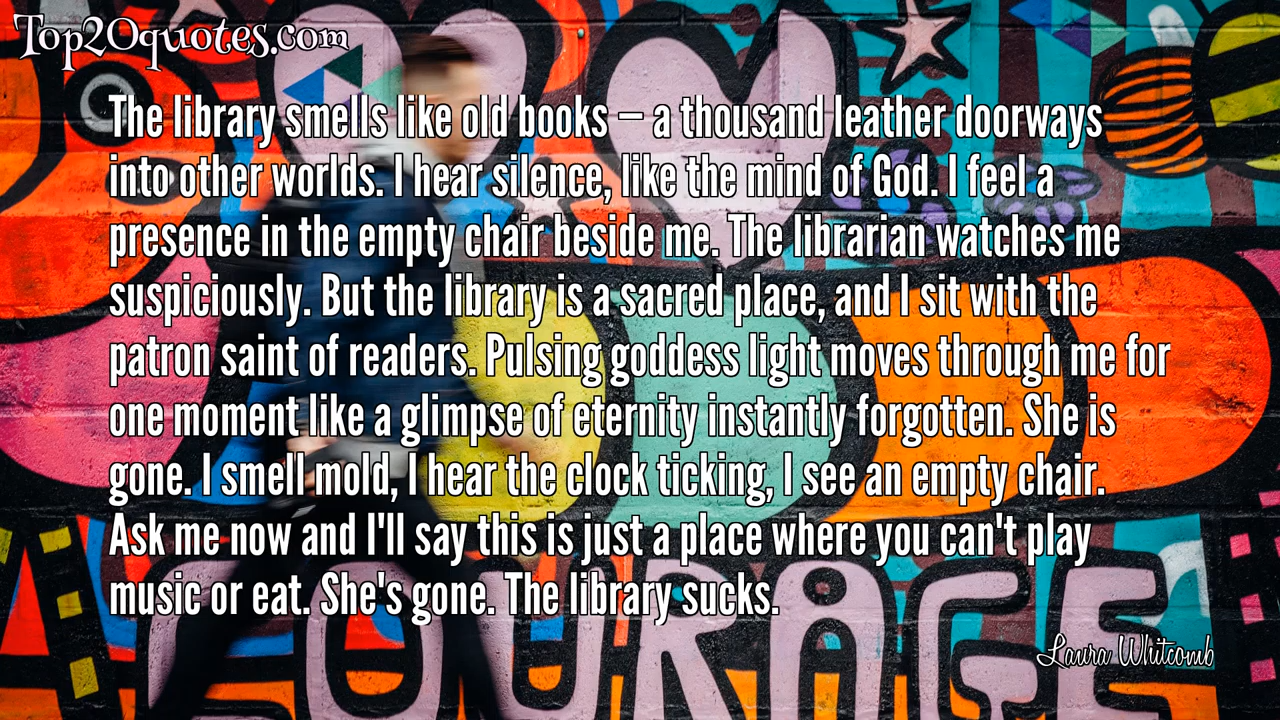 Top20quotes.com
The library smells like old books — a thousand leather doorways
into other worlds. I hear silence, like the mind of God. I feel a
presence in the empty chair beside me. The librarian watches me
suspiciously. But the library is a sacred place, and I sit with the
patron saint of readers. Pulsing goddess light moves through me for
one moment like a glimpse of eternity instantly forgotten. She is
gone. I smell mold, I hear the clock ticking, I see an empty chair.
Ask me now and I'll say this is just a place where you can't play
music or eat. She's gone. The library sucks.
COURAGE
Laura Whitcomb